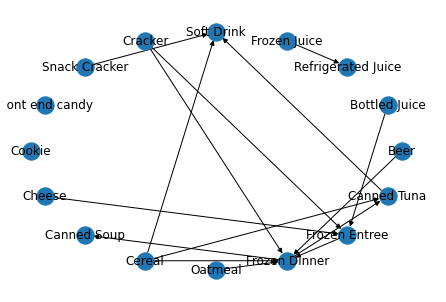 Soft Drink
Cracker
Frozen Juice
Snack Cracker
Refrigerated Juice
ont end candy
Bottled Juice
Cookie
Beer
Cheese
Canned Tuna
Canned Soup
Frozen Entree
Cereal
Frozen Dinner
Oatmeal